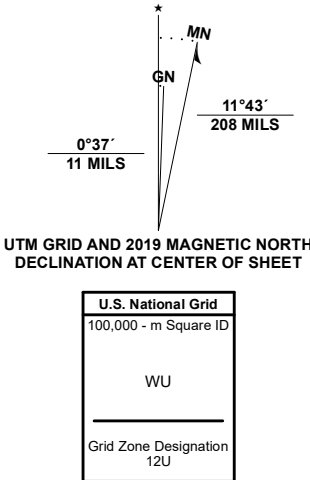 ★
MN
GN
11°43´
208 MILS
0°37´
11 MILS
UTM GRID AND 2019 MAGNETIC NORTH
DECLINATION AT CENTER OF SHEET
U.S. National Grid
100,000 - m Square ID
WU
Grid Zone Designation
12U